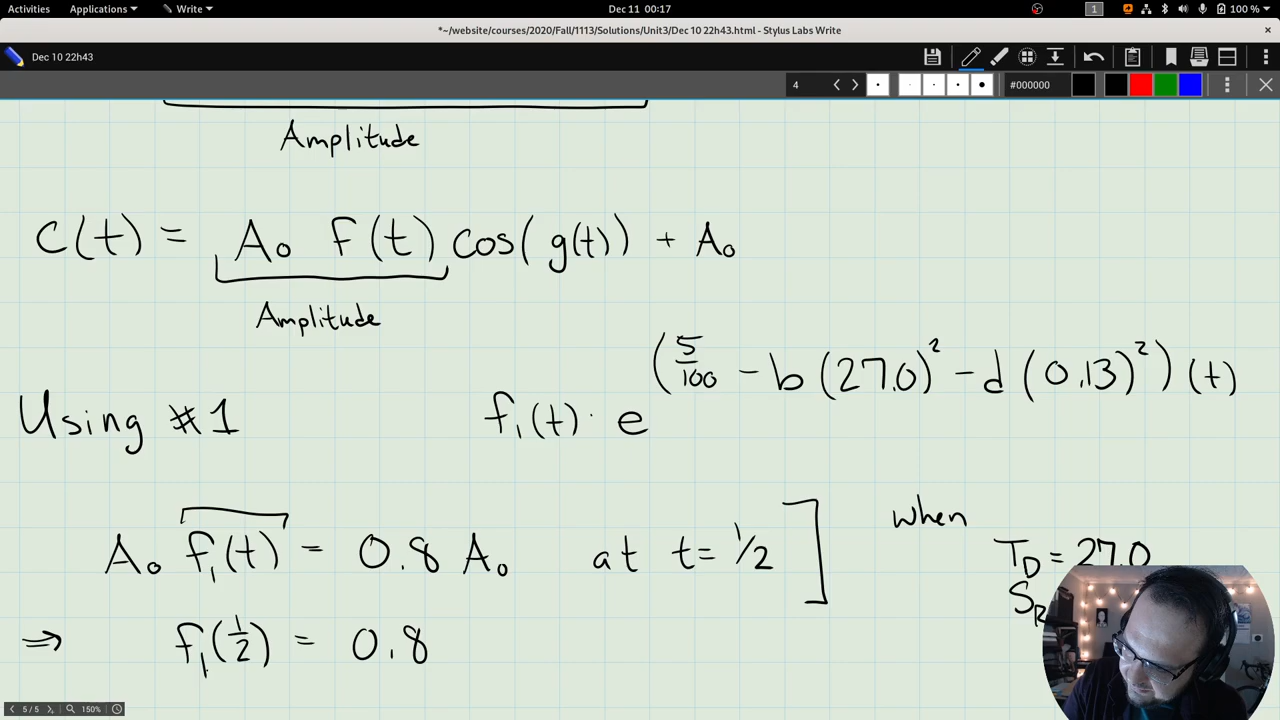 Activities Applications Write Dec 11 00:17 1 100 %
*~/website/courses/2020/Fall/1113/Solutions/Unit3/Dec 10 22h43.html - Stylus Labs Write
Dec 10 22h43
4 #000000
Amplitude
C(t) = A₀ f(t) cos(g(t)) + A₀
Amplitude
(5/100 - b(27.0)² - d(0.13)²)(t)
Using #1 f₁(t) · e
when
A₀ f₁(t) = 0.8 A₀ at t = 1/2
T_D = 27.0
S_R
⇒ f₁(1/2) = 0.8
5/5 150%